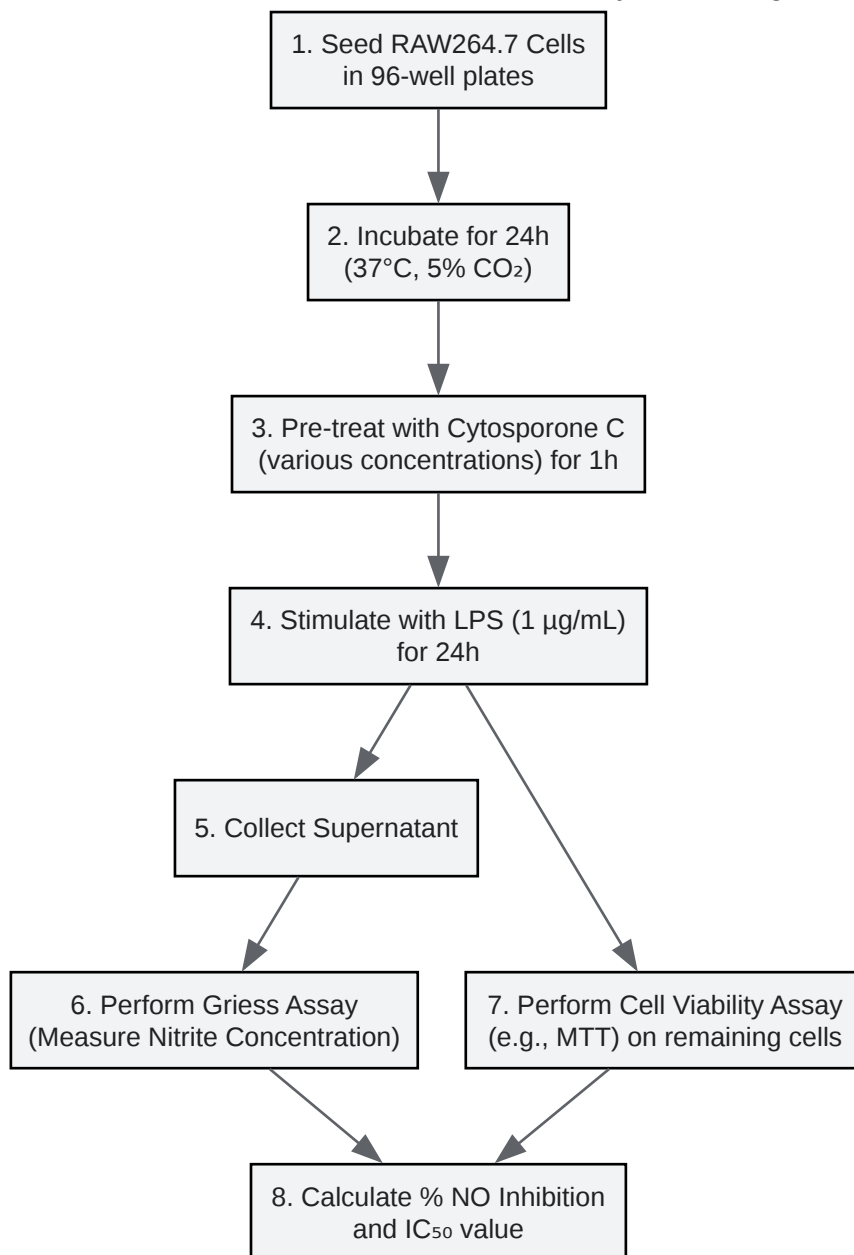 1. Seed RAW264.7 Cells
in 96-well plates
2. Incubate for 24h
(37°C, 5% CO₂)
3. Pre-treat with Cytosporone C
(various concentrations) for 1h
4. Stimulate with LPS (1 µg/mL)
for 24h
5. Collect Supernatant
6. Perform Griess Assay
(Measure Nitrite Concentration)
7. Perform Cell Viability Assay
(e.g., MTT) on remaining cells
8. Calculate % NO Inhibition
and IC₅₀ value